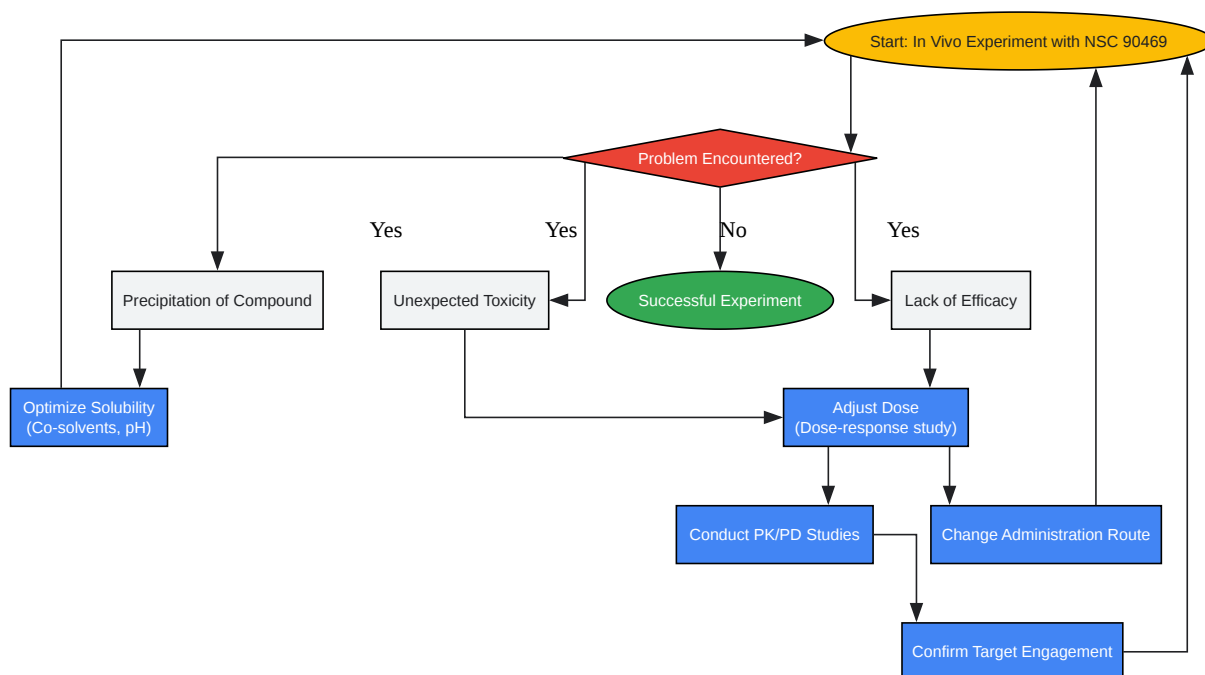 Start: In Vivo Experiment with NSC 90469
Problem Encountered?
Yes
Yes
No
Yes
Precipitation of Compound
Unexpected Toxicity
Successful Experiment
Lack of Efficacy
Optimize Solubility
(Co-solvents, pH)
Adjust Dose
(Dose-response study)
Conduct PK/PD Studies
Change Administration Route
Confirm Target Engagement